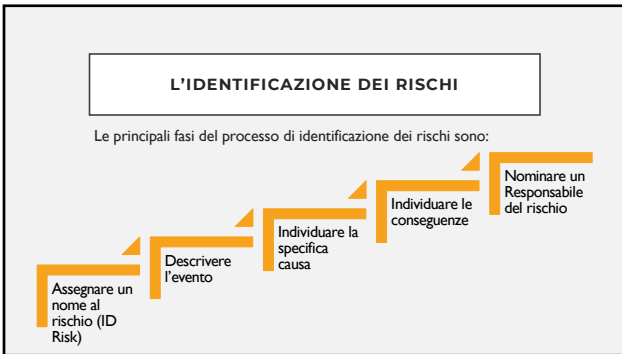 L'IDENTIFICAZIONE DEI RISCHI
Le principali fasi del processo di identificazione dei rischi sono:
Assegnare un
nome al
rischio (ID
Risk)
Descrivere
l'evento
Individuare la
specifica
causa
Individuare le
conseguenze
Nominare un
Responsabile
del rischio